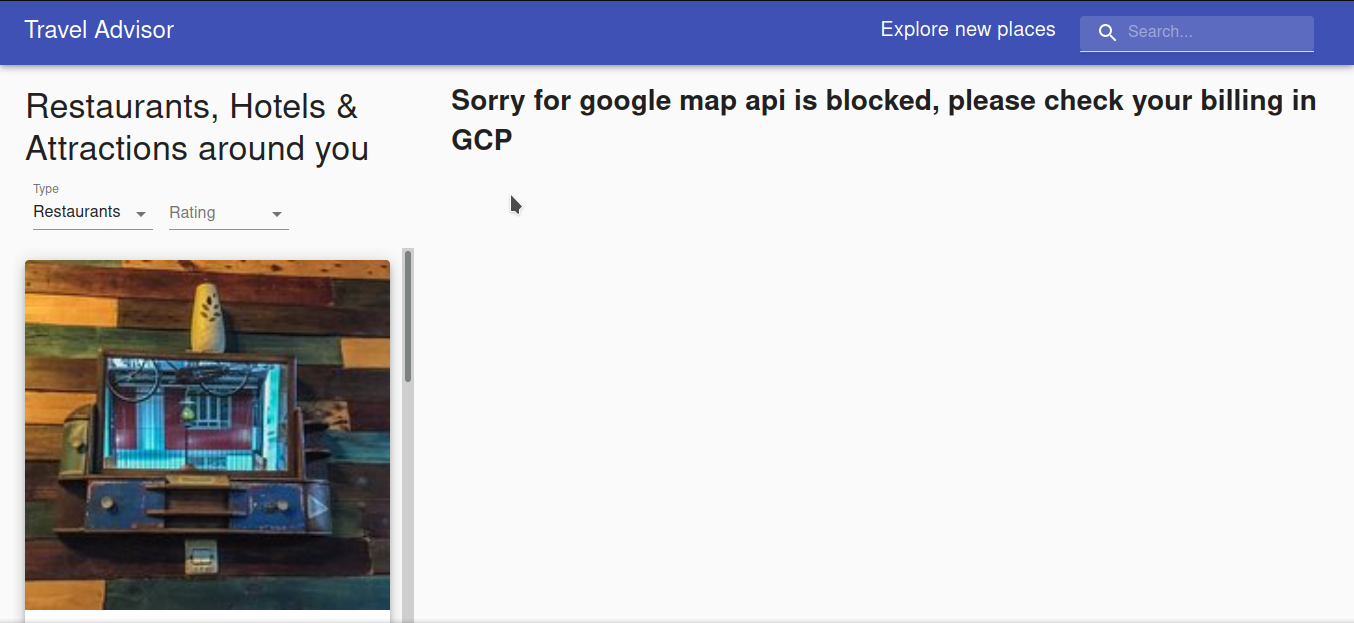 Travel Advisor
Explore new places
Search...
Restaurants, Hotels &
Attractions around you
Type
Restaurants
Rating
Sorry for google map api is blocked, please check your billing in
GCP